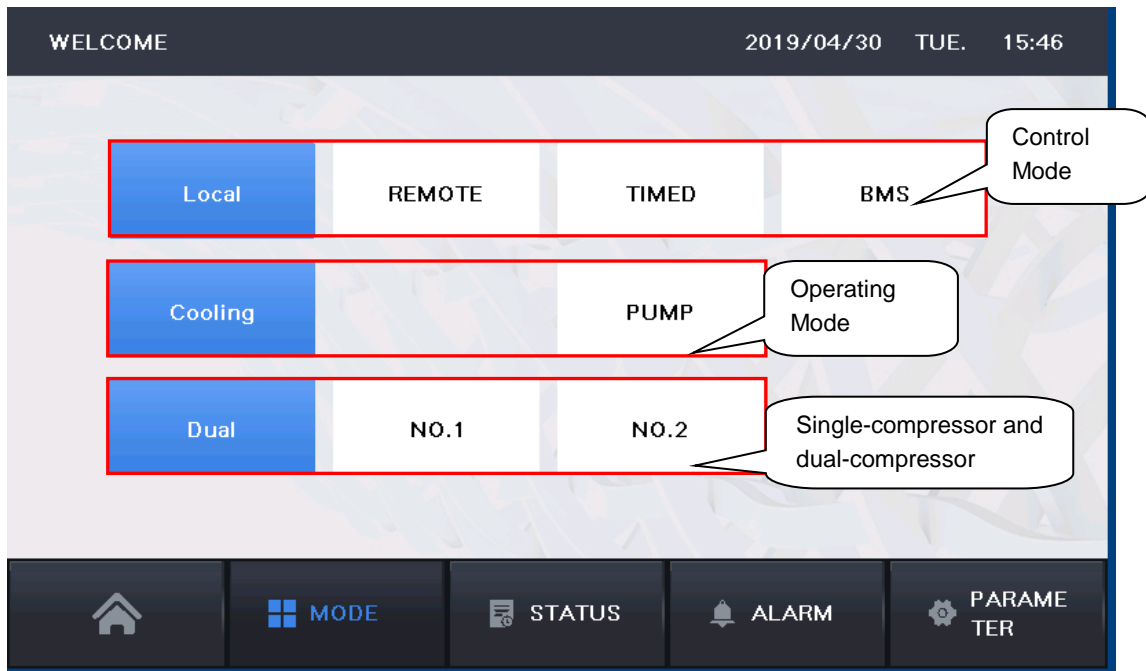 WELCOME 2019/04/30 TUE. 15:46
Control
Mode
Local REMOTE TIMED BMS
Operating
Mode
Cooling PUMP
Single-compressor and
dual-compressor
Dual NO.1 NO.2
MODE STATUS ALARM PARAME
TER